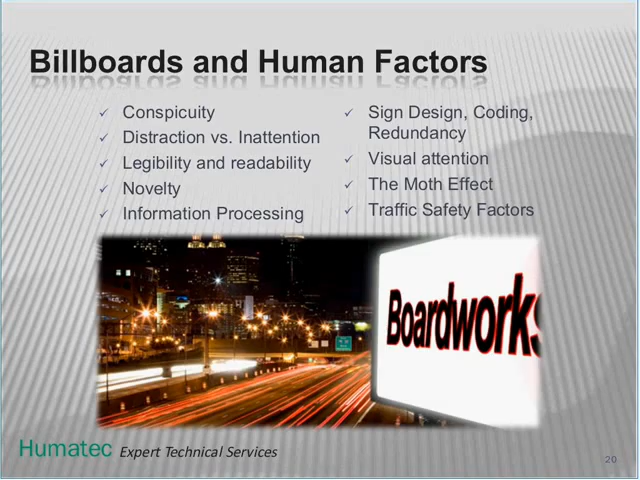 Billboards and Human Factors
✓ Conspicuity
✓ Distraction vs. Inattention
✓ Legibility and readability
✓ Novelty
✓ Information Processing
✓ Sign Design, Coding,
Redundancy
✓ Visual attention
✓ The Moth Effect
✓ Traffic Safety Factors
Boardworks
Humatec Expert Technical Services
20